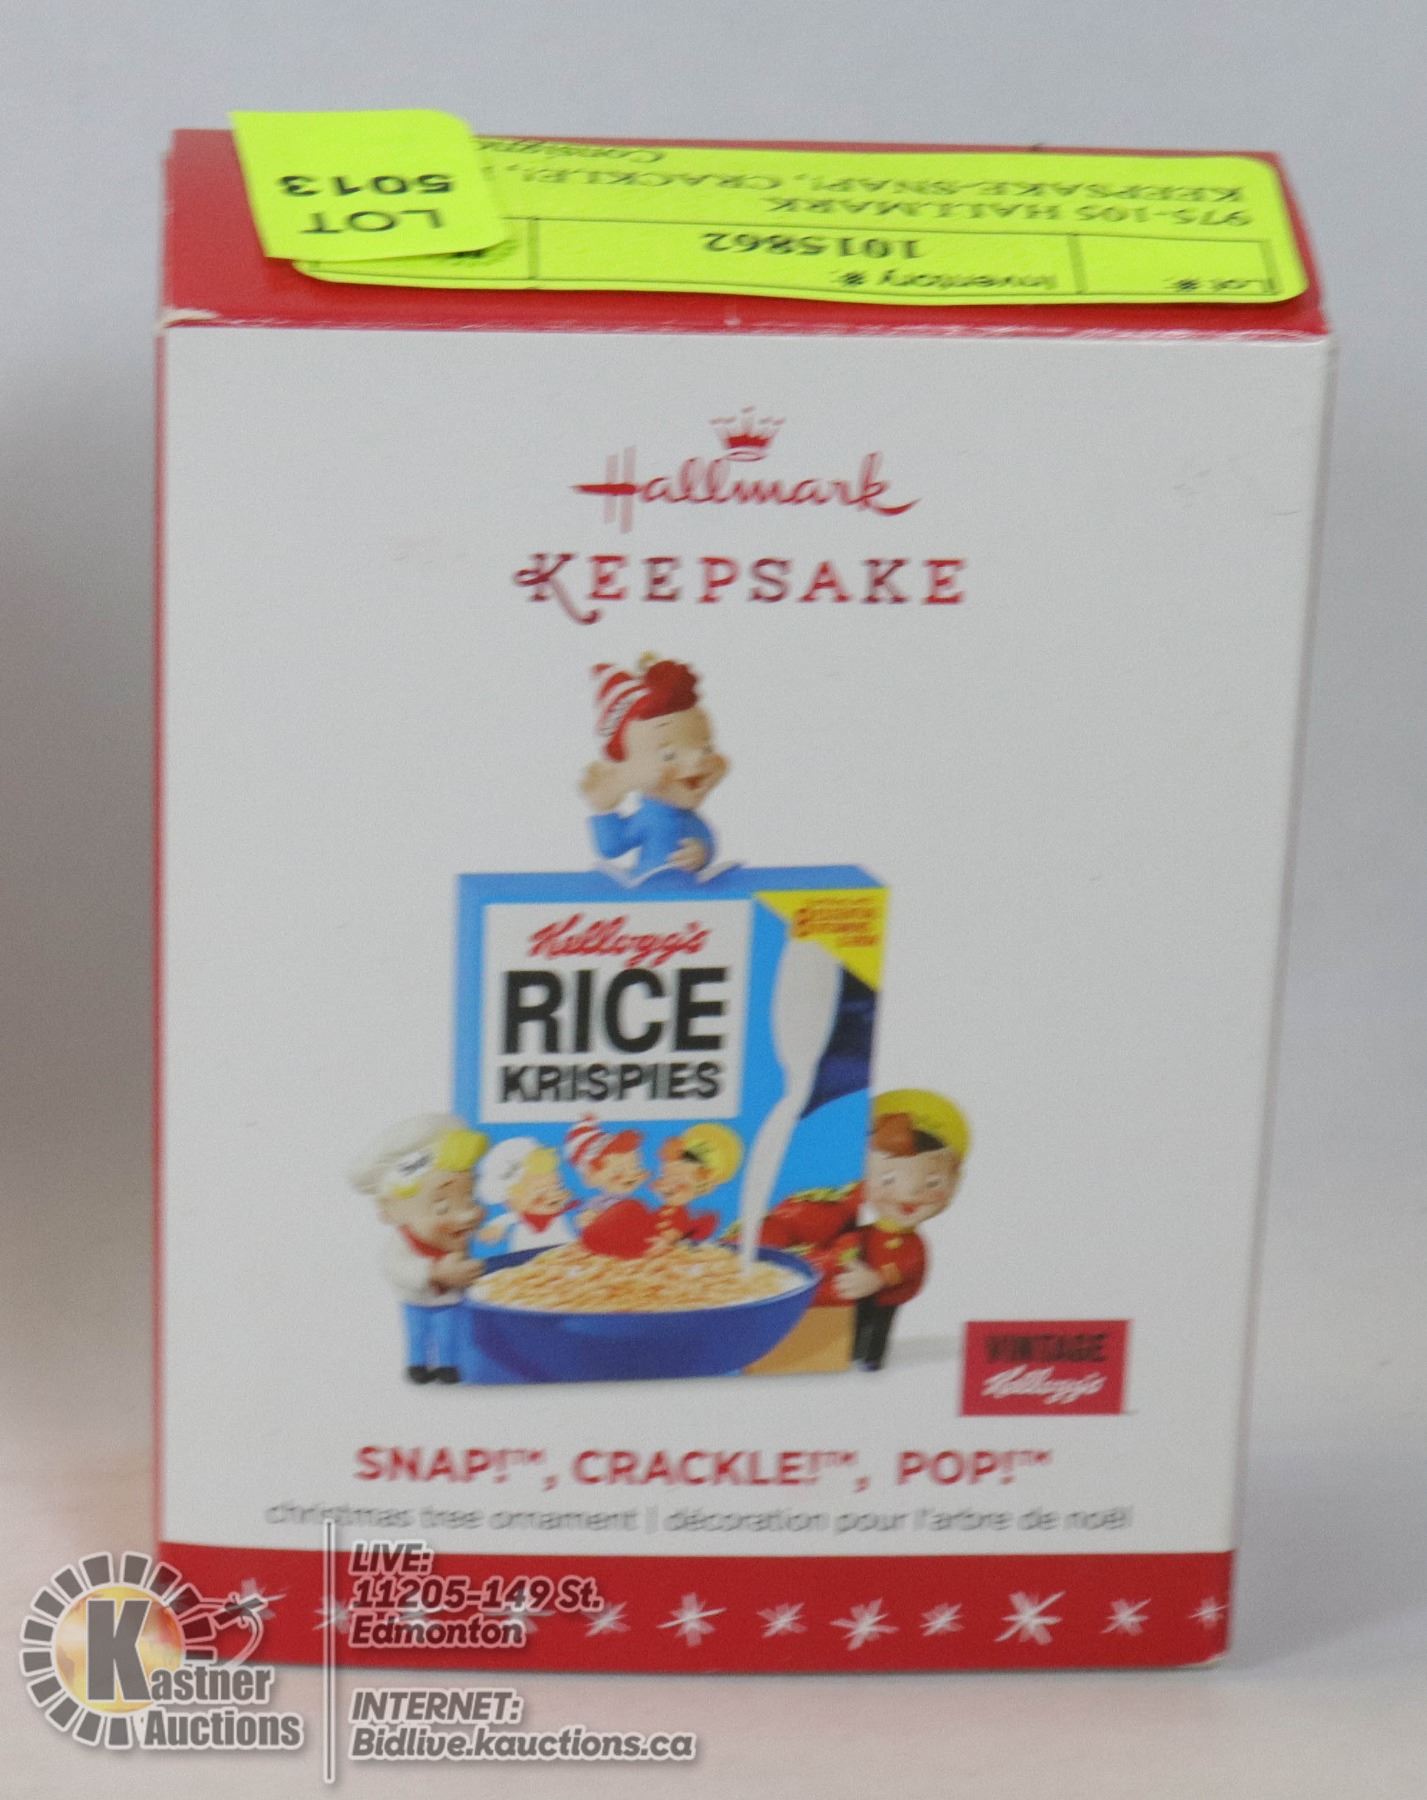 LOT
5013
Lot #:
Inventory #:
1015862
975-105 HALLMARK
KEEPSAKE-SNAP!, CRACKLE!,
Hallmark
KEEPSAKE
Kellogg's
RICE
KRISPIES
VINTAGE
Kellogg's
SNAP!™, CRACKLE!™, POP!™
christmas tree ornament | décoration pour l'arbre de noël
Kastner
Auctions
LIVE:
11205-149 St.
Edmonton
INTERNET:
Bidlive.kauctions.ca